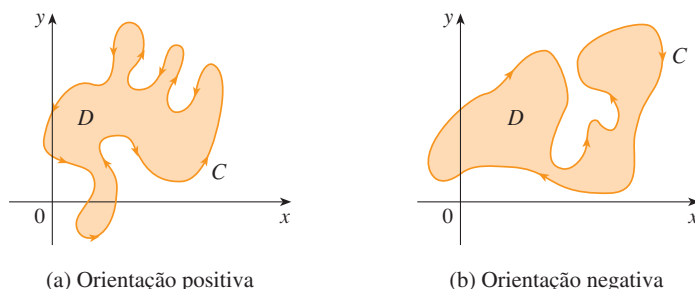 y
D
C
0
x
(a) Orientação positiva
y
C
D
0
x
(b) Orientação negativa